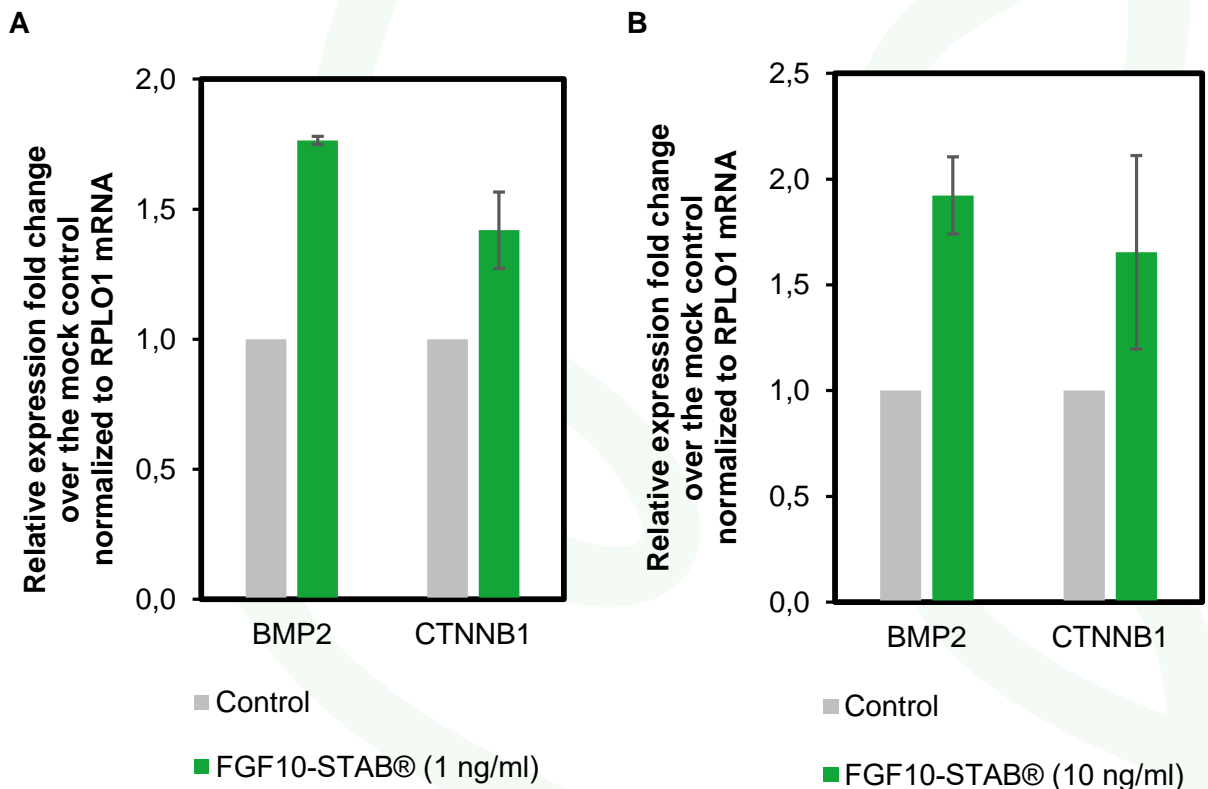 A
Relative expression fold change
over the mock control
normalized to RPLO1 mRNA
2,0
1,5
1,0
0,5
0,0
BMP2 CTNNB1
Control
FGF10-STAB® (1 ng/ml)
B
Relative expression fold change
over the mock control
normalized to RPLO1 mRNA
2,5
2,0
1,5
1,0
0,5
0,0
BMP2 CTNNB1
Control
FGF10-STAB® (10 ng/ml)